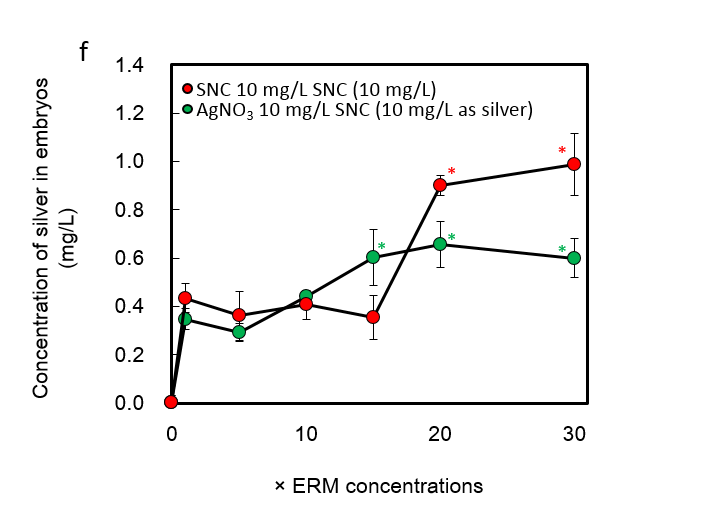 f
Concentration of silver in embryos
(mg/L)
1.4
1.2
1.0
0.8
0.6
0.4
0.2
0.0
SNC 10 mg/L SNC (10 mg/L)
AgNO₃ 10 mg/L SNC (10 mg/L as silver)
*
*
*
*
*
0
10
20
30
× ERM concentrations